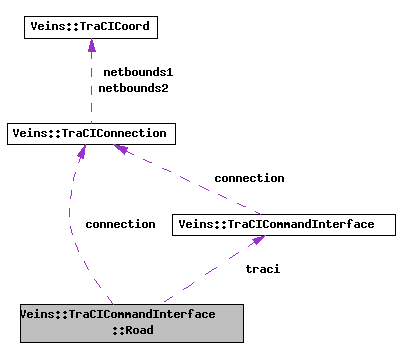 Veins::TraCICoord
netbounds1
netbounds2
Veins::TraCIConnection
connection
Veins::TraCICommandInterface
connection
traci
Veins::TraCICommandInterface
::Road